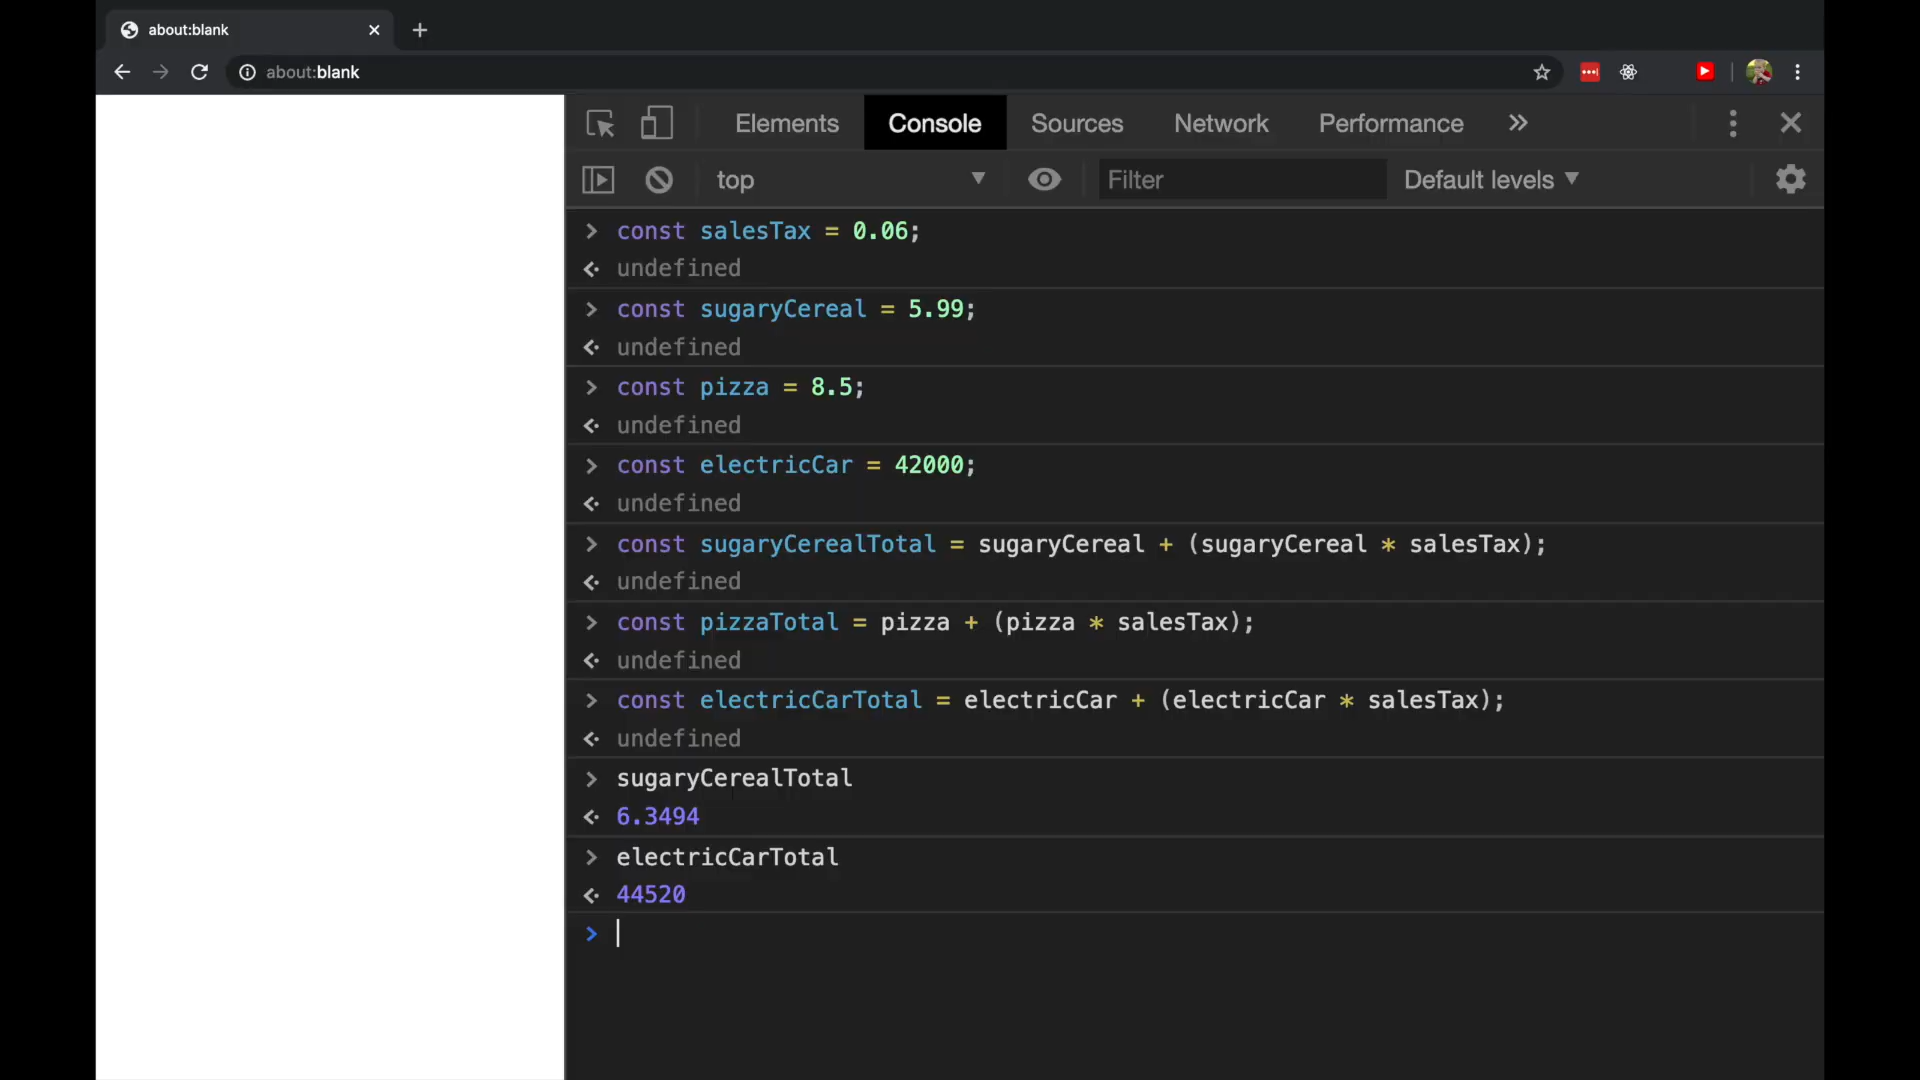 about:blank
about:blank
Elements Console Sources Network Performance
top Filter Default levels
> const salesTax = 0.06;
undefined
> const sugaryCereal = 5.99;
undefined
> const pizza = 8.5;
undefined
> const electricCar = 42000;
undefined
> const sugaryCerealTotal = sugaryCereal + (sugaryCereal * salesTax);
undefined
> const pizzaTotal = pizza + (pizza * salesTax);
undefined
> const electricCarTotal = electricCar + (electricCar * salesTax);
undefined
> sugaryCerealTotal
6.3494
> electricCarTotal
44520
>